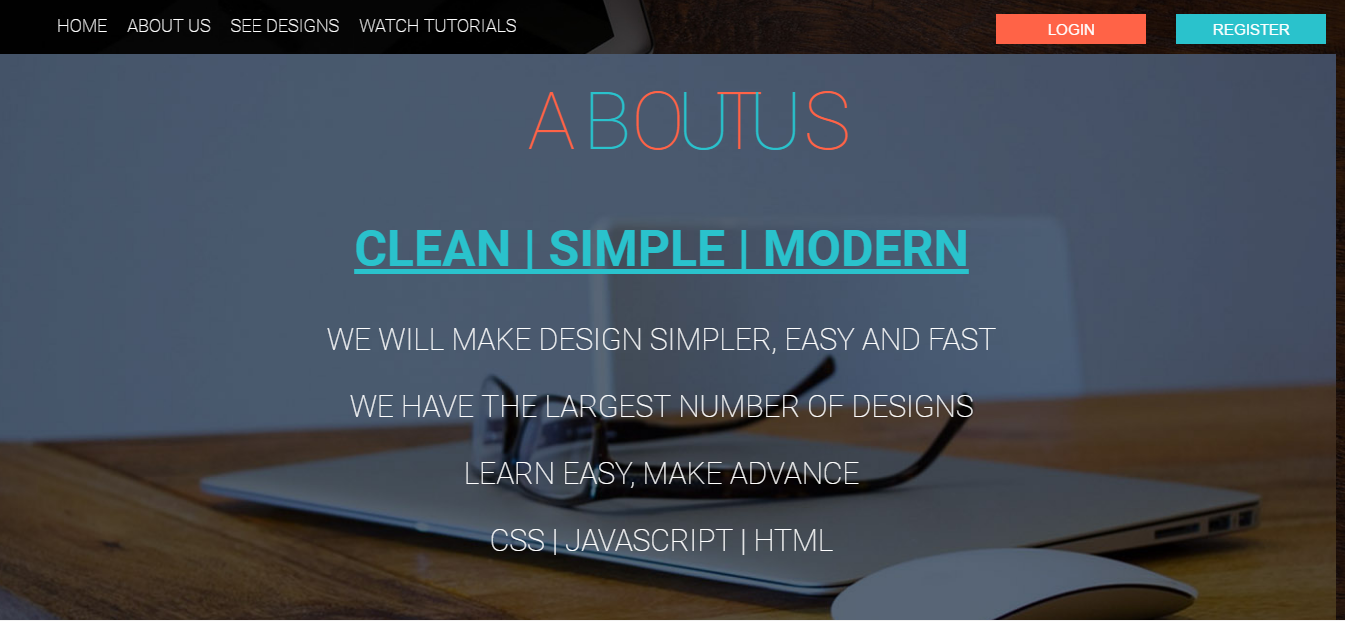 HOME ABOUT US SEE DESIGNS WATCH TUTORIALS LOGIN REGISTER
ABOUTUS
CLEAN | SIMPLE | MODERN
WE WILL MAKE DESIGN SIMPLER, EASY AND FAST
WE HAVE THE LARGEST NUMBER OF DESIGNS
LEARN EASY, MAKE ADVANCE
CSS | JAVASCRIPT | HTML